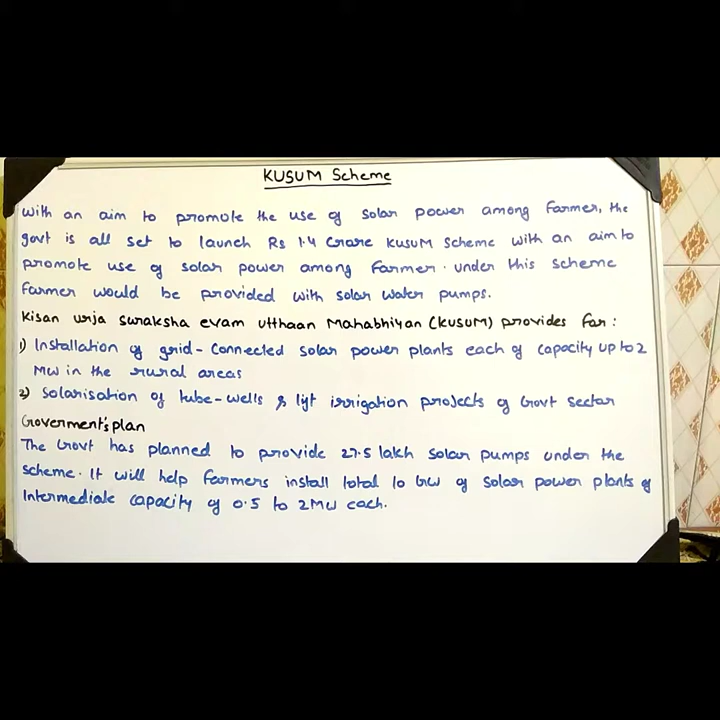 KUSUM Scheme
With an aim to promote the use of solar power among farmer, the
govt is all set to launch Rs 1.4 Crore KUSUM Scheme with an aim to
promote use of solar power among farmer. under this scheme
farmer would be provided with solar water pumps.
Kisan urja suraksha evam utthaan Mahabhiyan (KUSUM) provides for:
1) Installation of grid-Connected solar power plants each of capacity up to 2
MW in the rural areas
2) Solarisation of tube-wells & lift irrigation projects of Govt sector
Goverment's plan
The Govt has planned to provide 27.5 lakh solar pumps under the
scheme. It will help farmers install total 10 GW of solar power plants of
Intermediate capacity of 0.5 to 2MW each.